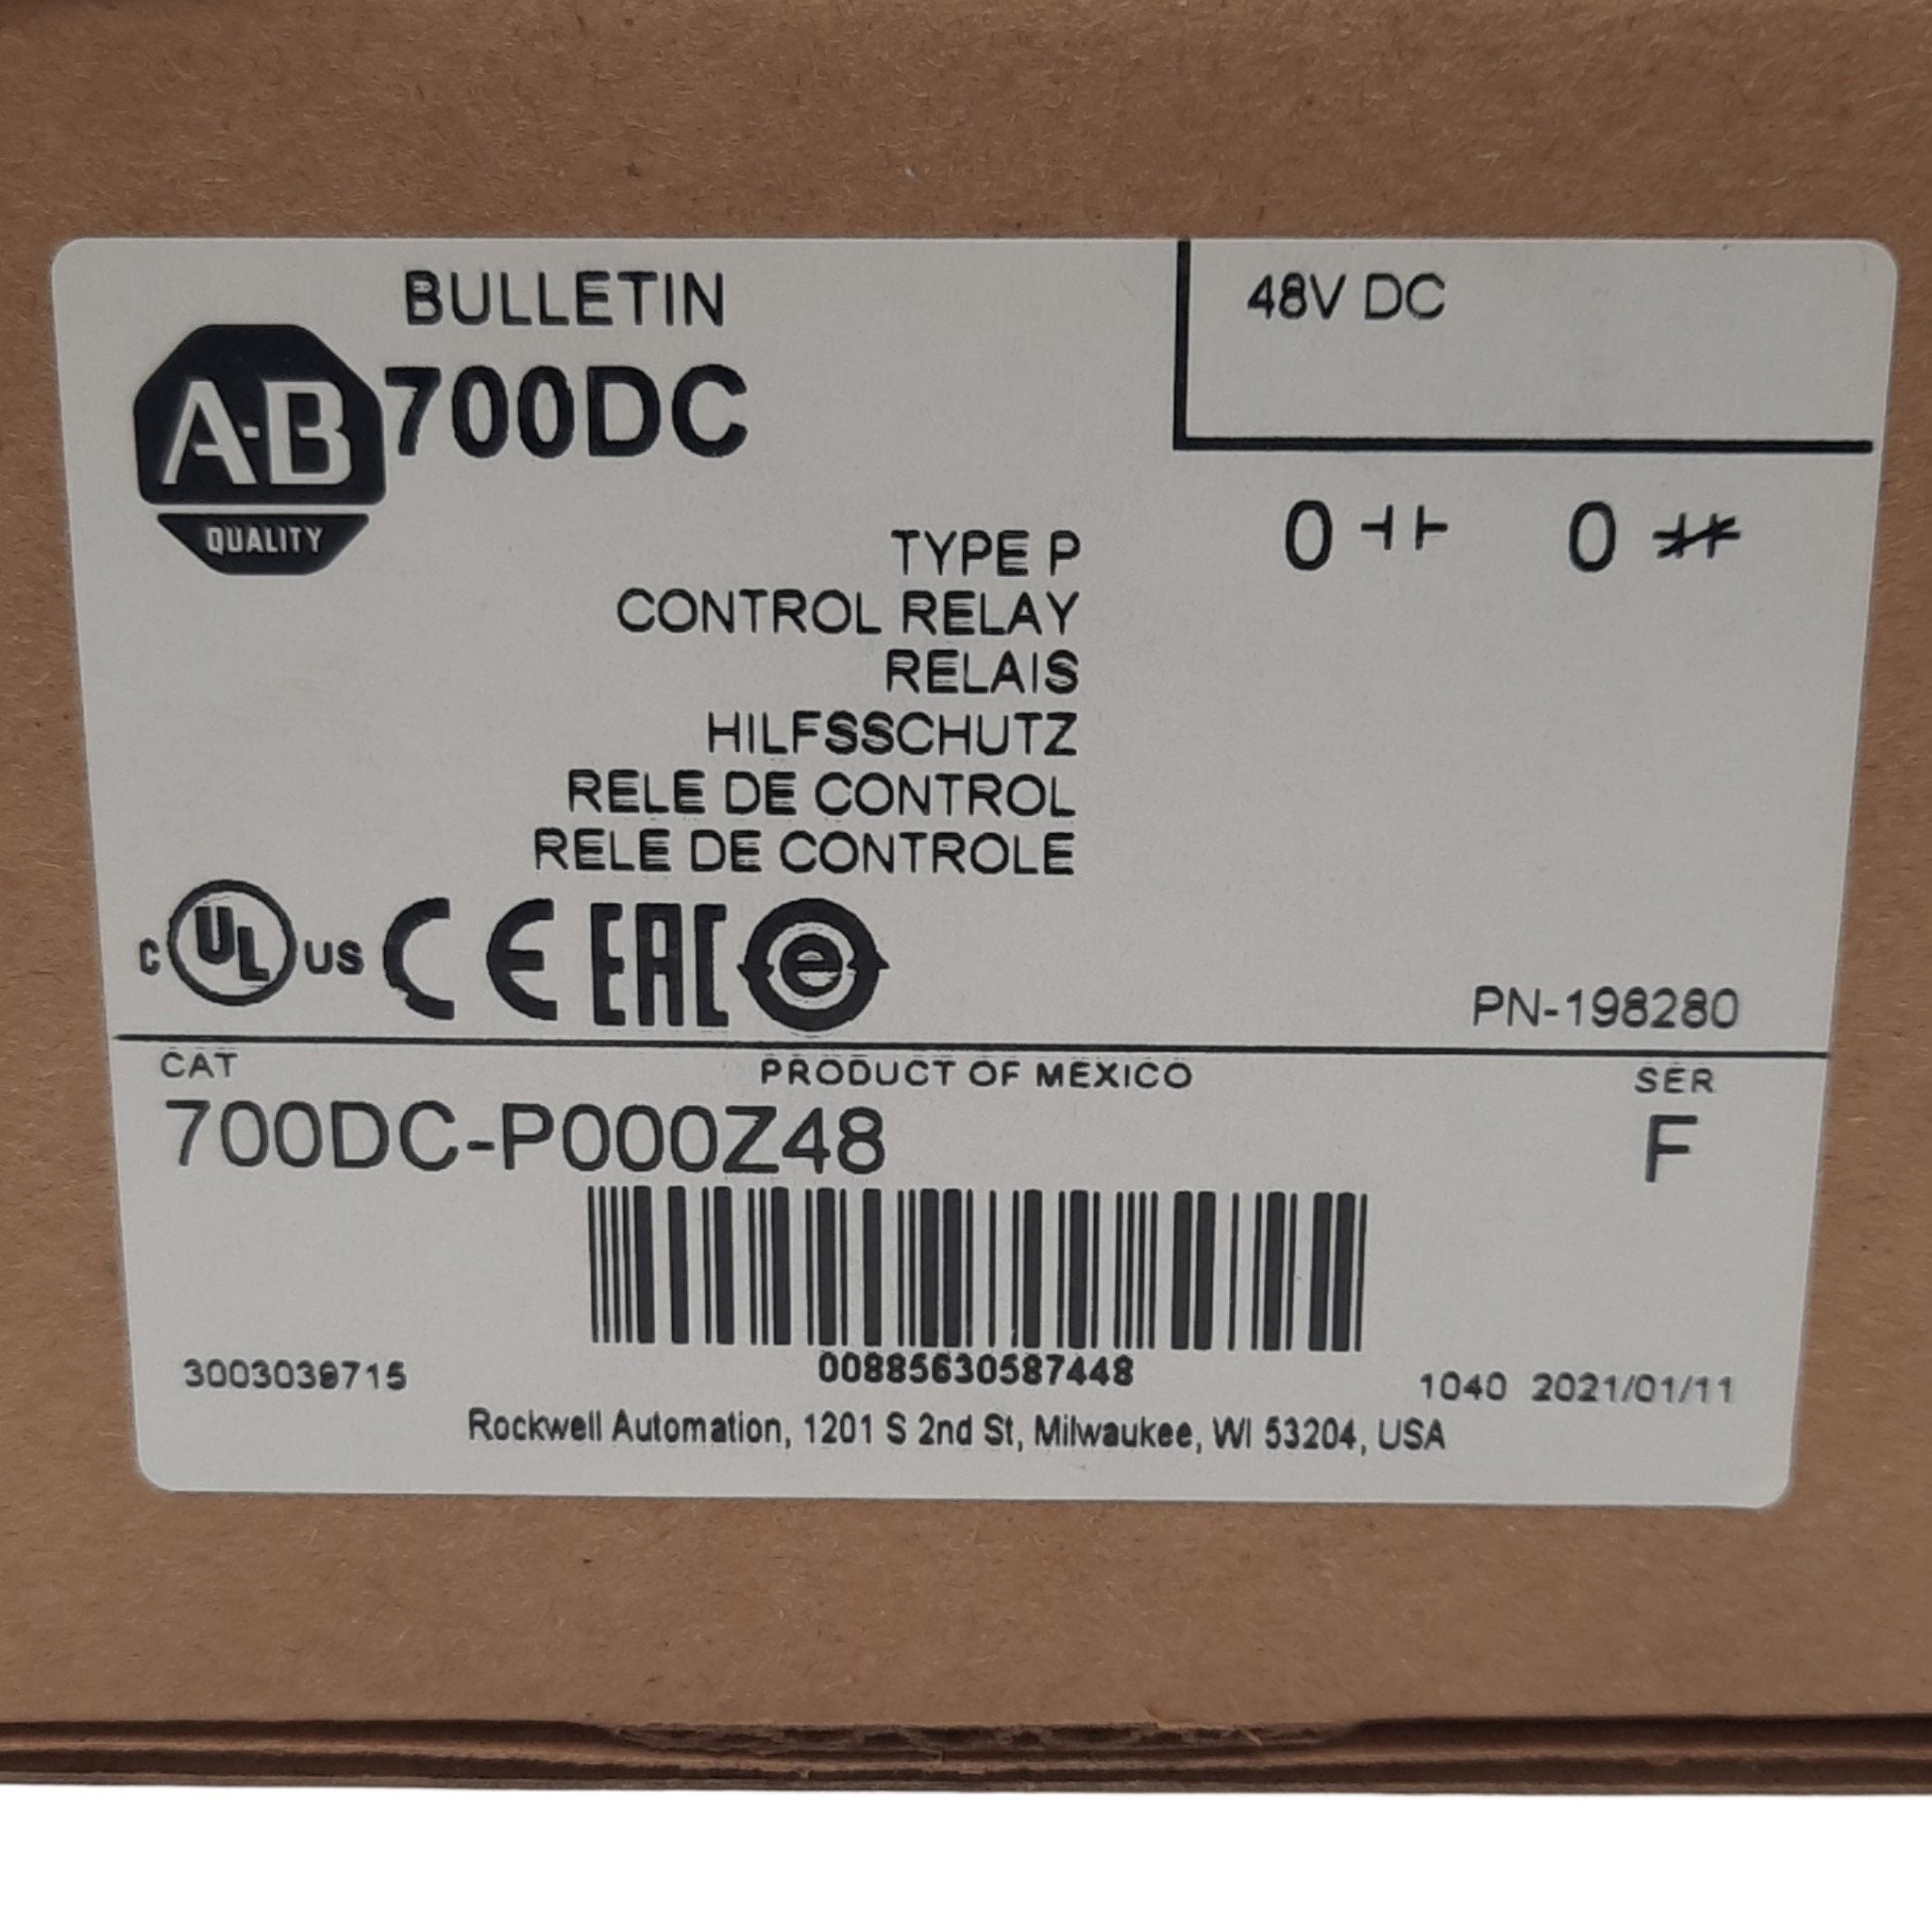 BULLETIN
700DC
A-B
QUALITY
48V DC
0 0
TYPE P
CONTROL RELAY
RELAIS
HILFSSCHUTZ
RELE DE CONTROL
RELE DE CONTROLE
C UL US CE EAC e
PN-198280
CAT
PRODUCT OF MEXICO
SER
700DC-P000Z48
F
3003039715
00885630587448
1040 2021/01/11
Rockwell Automation, 1201 S 2nd St, Milwaukee, WI 53204, USA